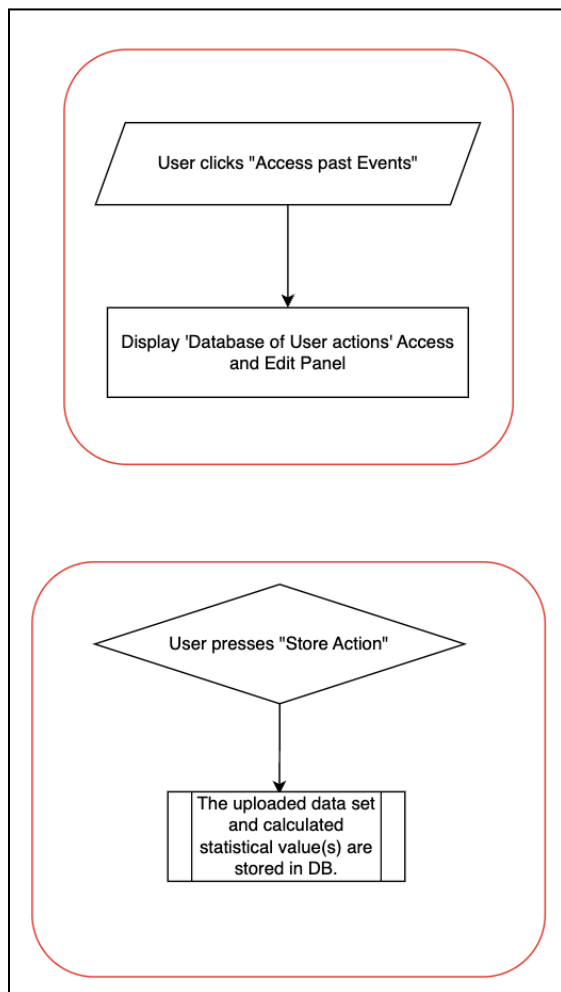 User clicks "Access past Events"
Display 'Database of User actions' Access
and Edit Panel
User presses "Store Action"
The uploaded data set
and calculated
statistical value(s) are
stored in DB.